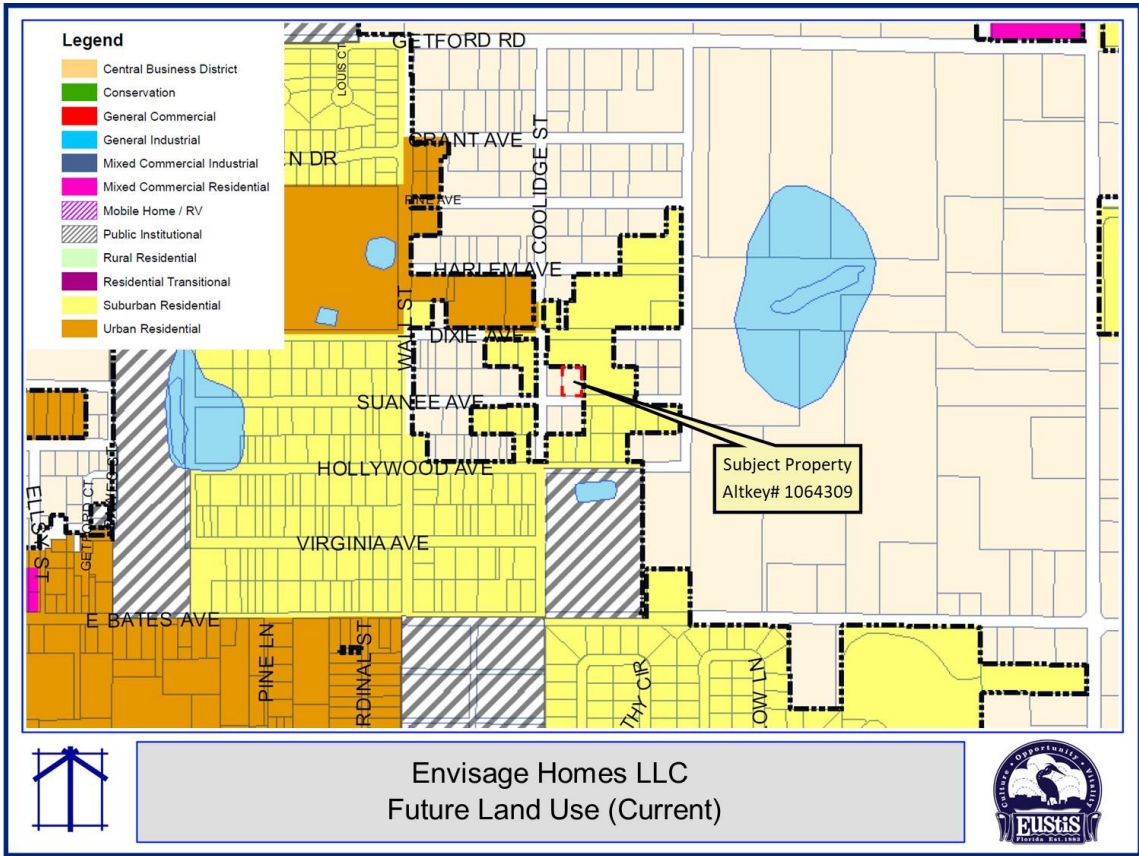 Legend
Central Business District
Conservation
General Commercial
General Industrial
Mixed Commercial Industrial
Mixed Commercial Residential
Mobile Home / RV
Public Institutional
Rural Residential
Residential Transitional
Suburban Residential
Urban Residential
GETFORD RD
LOUIS CT
GRANT AVE
N DR
COOLIDGE ST
PINE AVE
HARLEM AVE
WALL ST
DIXIE AVE
SUANEE AVE
HOLLYWOOD AVE
Subject Property
Altkey# 1064309
GETFORD CT
VIRGINIA AVE
E BATES AVE
PINE LN
RDINAL ST
THY CIR
OW LN
Envisage Homes LLC
Future Land Use (Current)
Culture • Opportunity • Vitality
EUSTIS
Florida Est. 1883